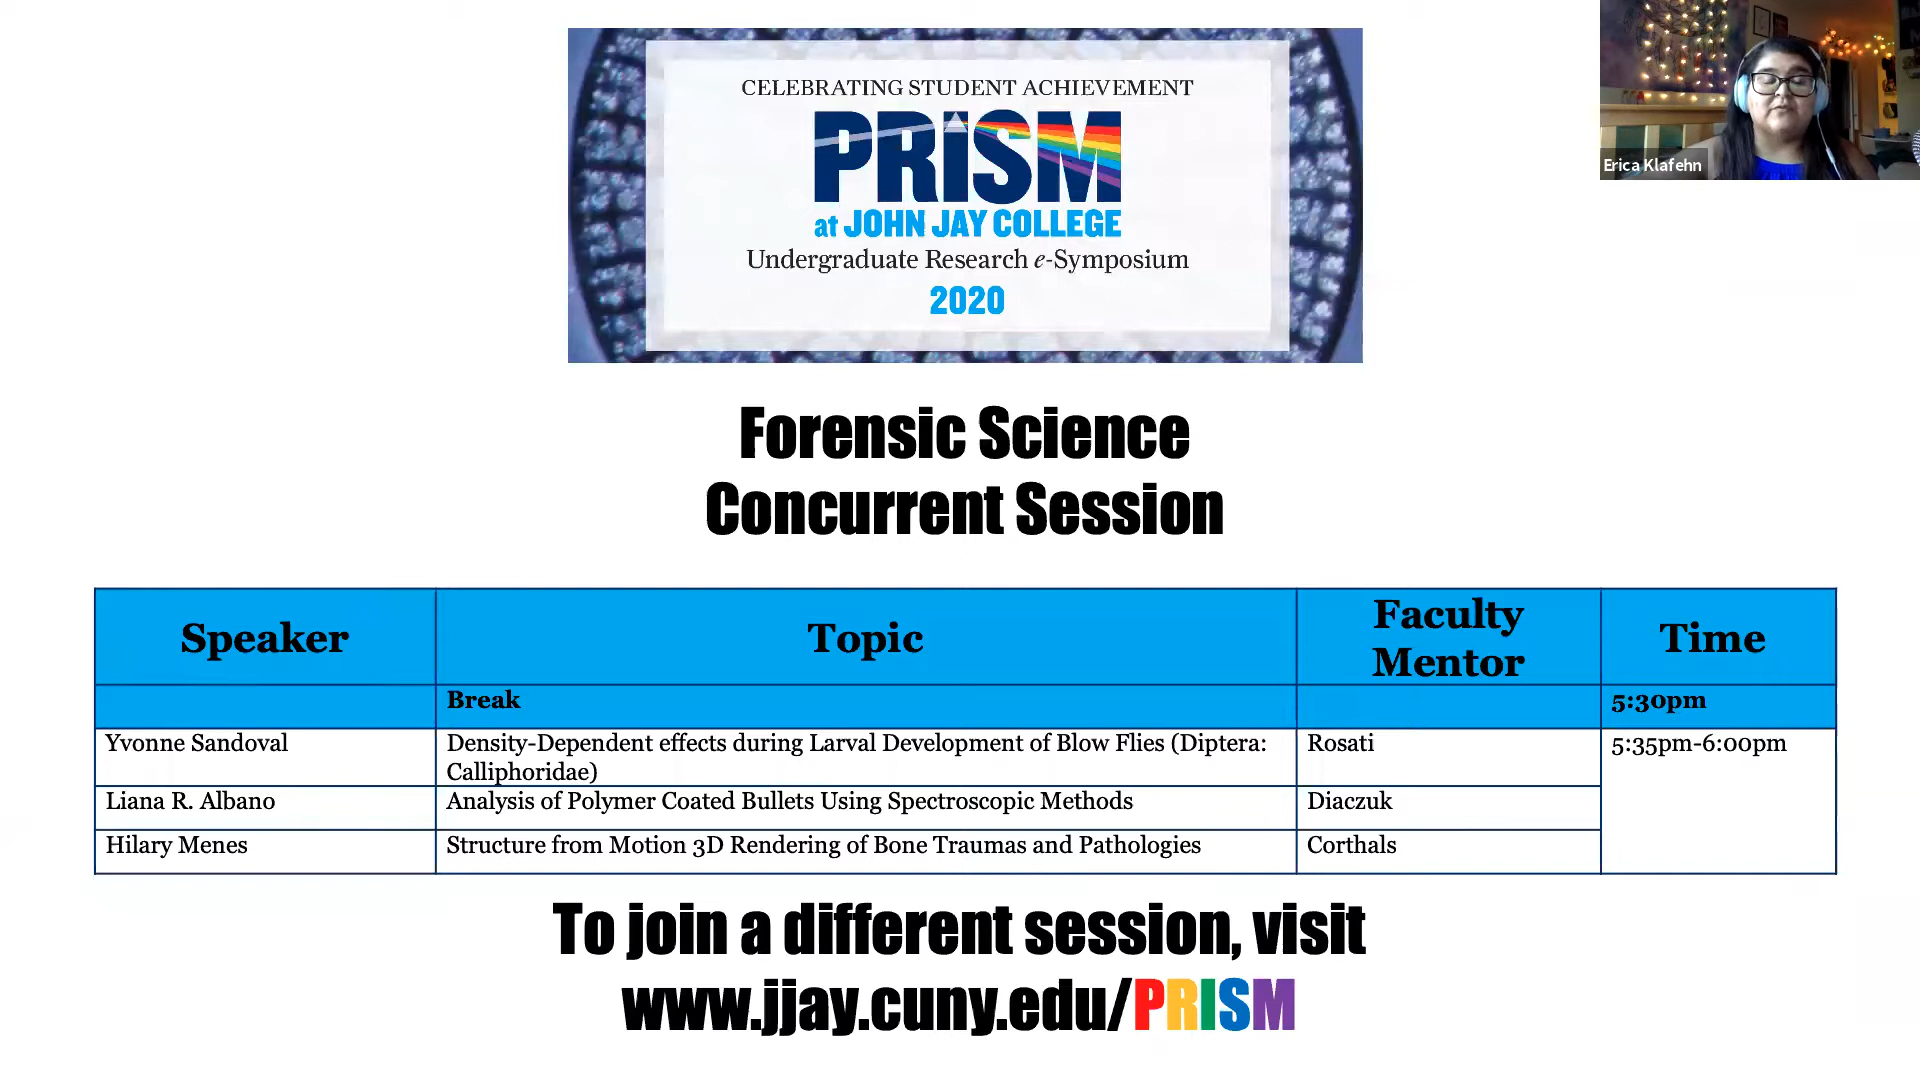 CELEBRATING STUDENT ACHIEVEMENT
PRiSM
at JOHN JAY COLLEGE
Undergraduate Research e-Symposium
2020
Erica Klafehn
Forensic Science
Concurrent Session
Speaker
Topic
Faculty
Mentor
Time
Break
5:30pm
Yvonne Sandoval
Density-Dependent effects during Larval Development of Blow Flies (Diptera:
Calliphoridae)
Rosati
5:35pm-6:00pm
Liana R. Albano
Analysis of Polymer Coated Bullets Using Spectroscopic Methods
Diaczuk
Hilary Menes
Structure from Motion 3D Rendering of Bone Traumas and Pathologies
Corthals
To join a different session, visit
www.jjay.cuny.edu/PRISM